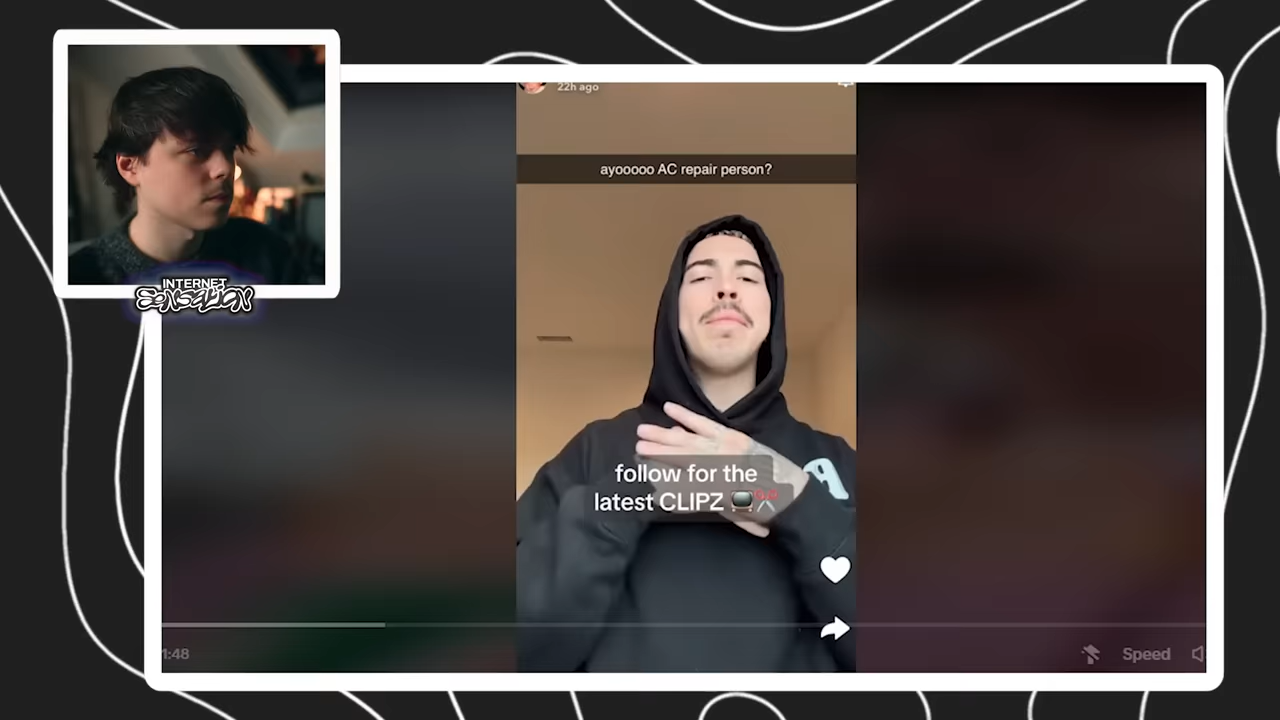 22h ago
ayooooo AC repair person?
INTERNET
SENSATION
follow for the
latest CLIPZ
1:48
Speed